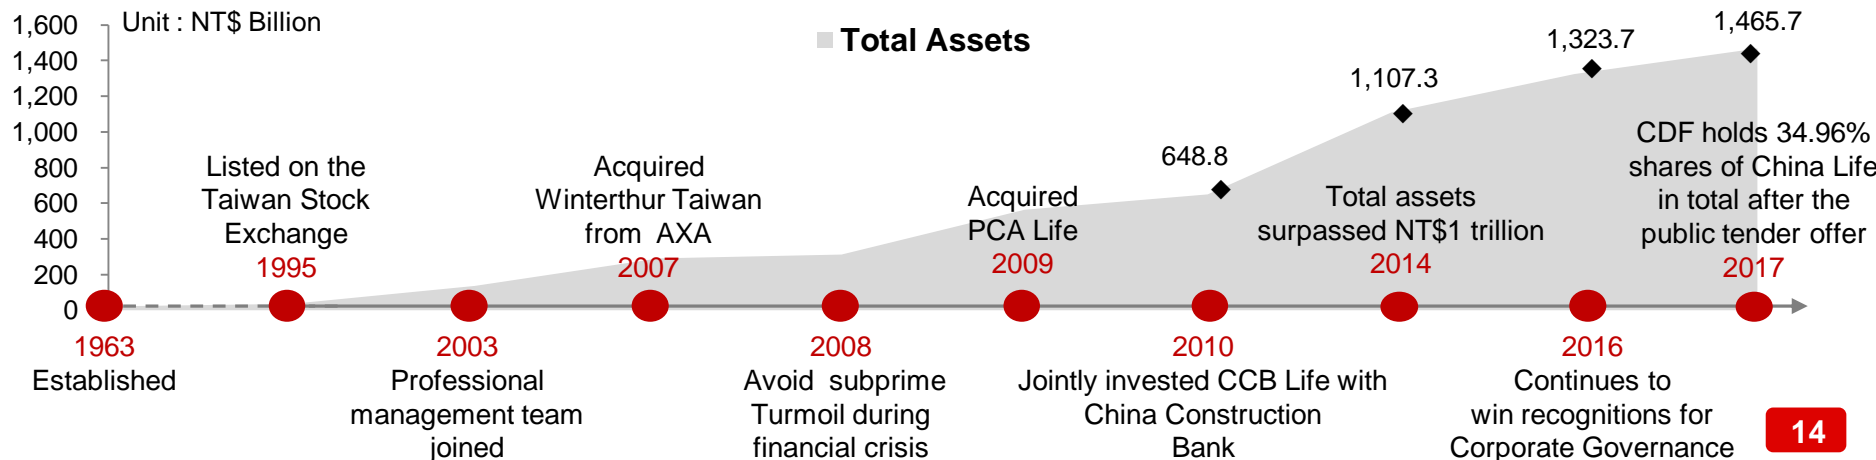 Unit : NT$ Billion
Total Assets
1,600
1,400
1,200
1,000
800
600
400
200
0
648.8
1,107.3
1,323.7
1,465.7
Listed on the
Taiwan Stock
Exchange
1995
Acquired
Winterthur Taiwan
from AXA
2007
Acquired
PCA Life
2009
Total assets
surpassed NT$1 trillion
2014
CDF holds 34.96%
shares of China Life
in total after the
public tender offer
2017
1963
Established
2003
Professional
management team
joined
2008
Avoid subprime
Turmoil during
financial crisis
2010
Jointly invested CCB Life with
China Construction
Bank
2016
Continues to
win recognitions for
Corporate Governance
14